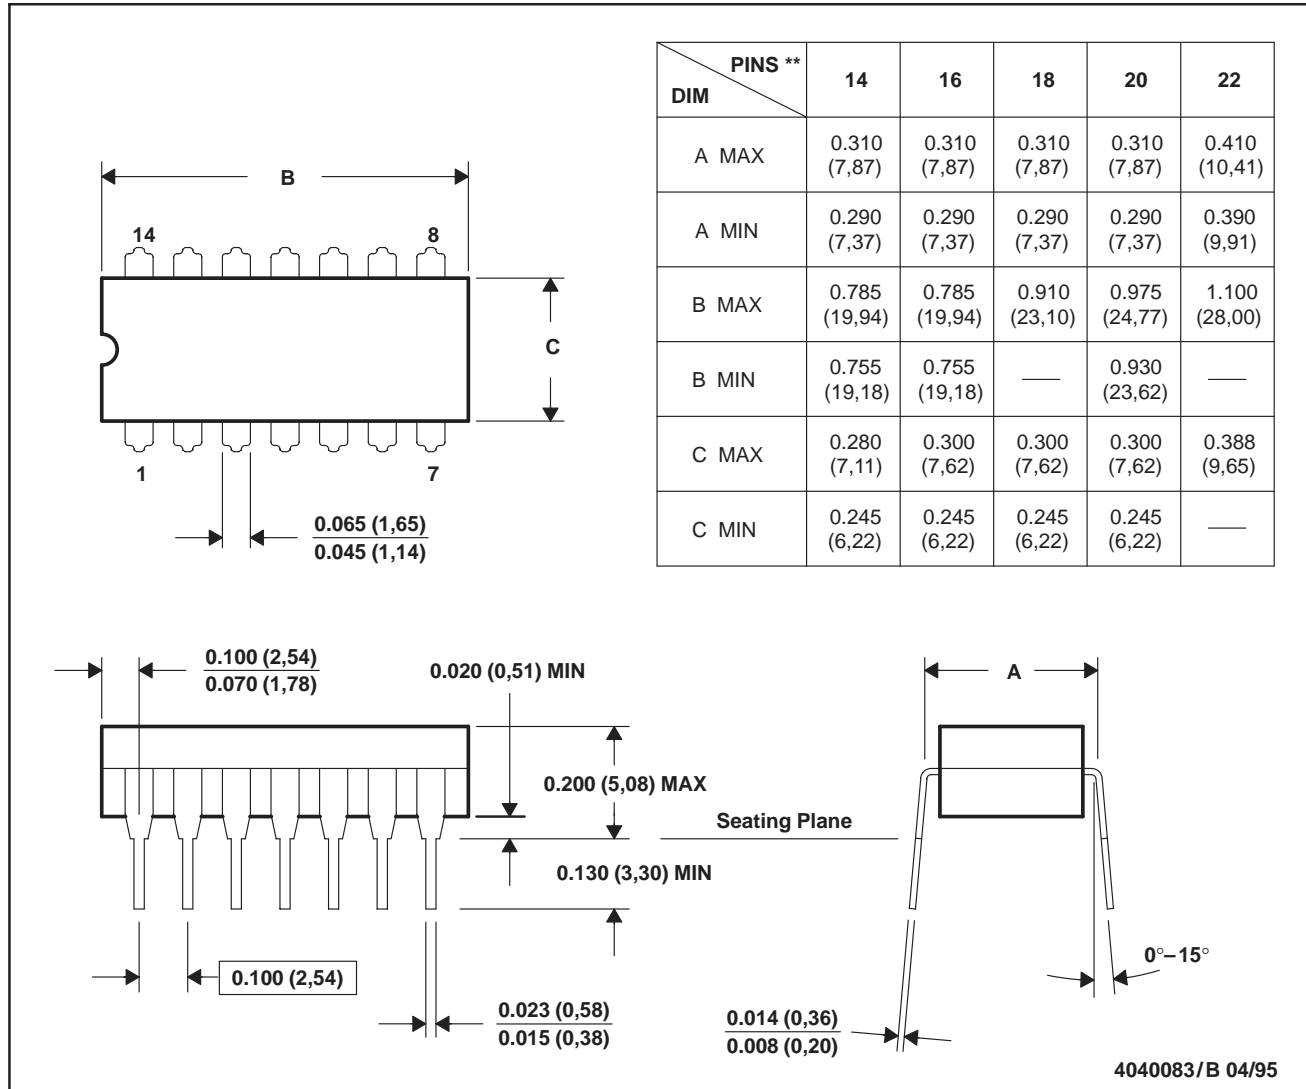 PINS **
DIM
14 16 18 20 22
A MAX 0.310 (7,87) 0.310 (7,87) 0.310 (7,87) 0.310 (7,87) 0.410 (10,41)
A MIN 0.290 (7,37) 0.290 (7,37) 0.290 (7,37) 0.290 (7,37) 0.390 (9,91)
B MAX 0.785 (19,94) 0.785 (19,94) 0.910 (23,10) 0.975 (24,77) 1.100 (28,00)
B MIN 0.755 (19,18) 0.755 (19,18) — 0.930 (23,62) —
C MAX 0.280 (7,11) 0.300 (7,62) 0.300 (7,62) 0.300 (7,62) 0.388 (9,65)
C MIN 0.245 (6,22) 0.245 (6,22) 0.245 (6,22) 0.245 (6,22) —
B
14
8
C
1
7
0.065 (1,65)
0.045 (1,14)
0.100 (2,54)
0.070 (1,78)
0.020 (0,51) MIN
0.200 (5,08) MAX
Seating Plane
0.130 (3,30) MIN
0.100 (2,54)
0.023 (0,58)
0.015 (0,38)
A
0°–15°
0.014 (0,36)
0.008 (0,20)
4040083/B 04/95